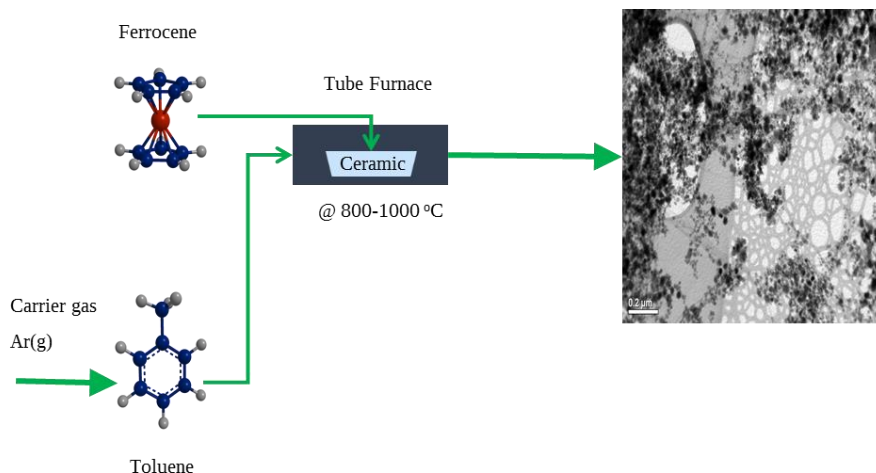 Ferrocene
Tube Furnace
Ceramic
@ 800-1000 ºC
Carrier gas
Ar(g)
Toluene
0.2 µm